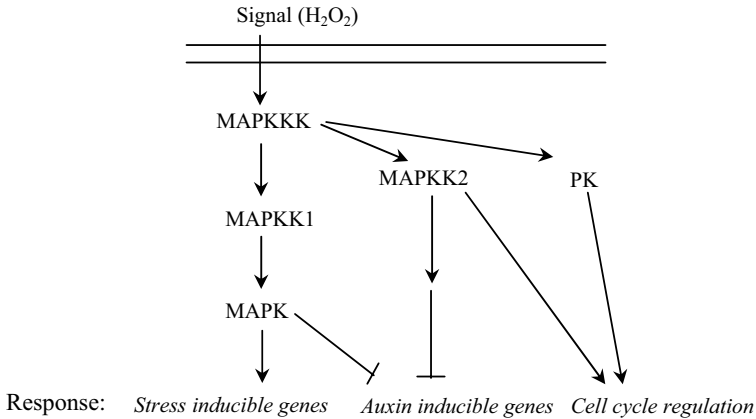 Signal (H₂O₂)
MAPKKK
MAPKK2
PK
MAPKK1
MAPK
Response: Stress inducible genes Auxin inducible genes Cell cycle regulation